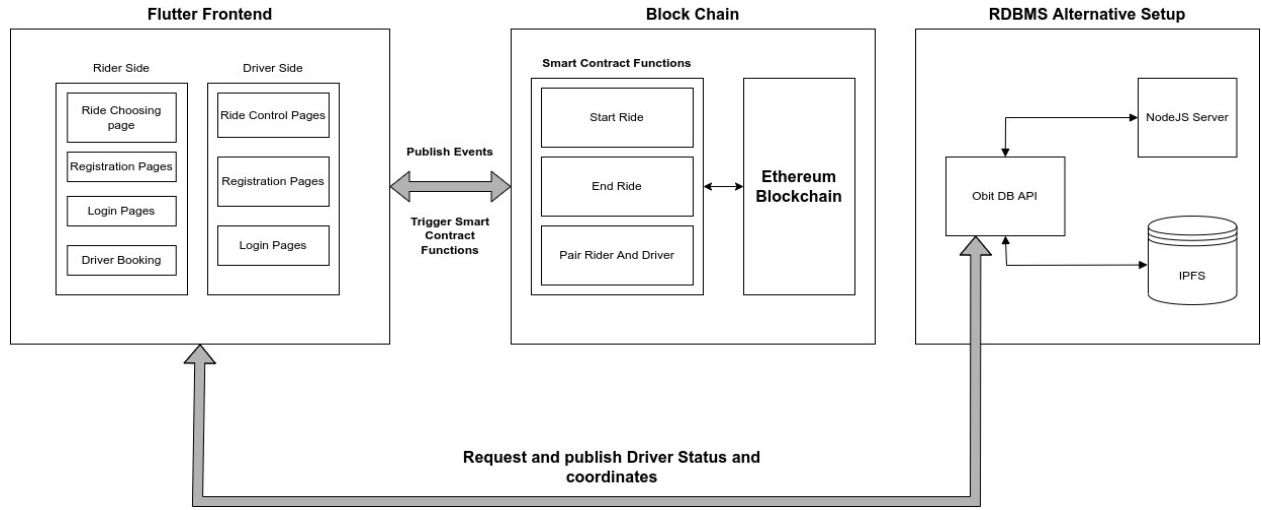 Flutter Frontend
Rider Side
Ride Choosing
page
Registration Pages
Login Pages
Driver Booking
Driver Side
Ride Control Pages
Registration Pages
Login Pages
Publish Events
Trigger Smart
Contract
Functions
Block Chain
Smart Contract Functions
Start Ride
End Ride
Pair Rider And Driver
Ethereum
Blockchain
RDBMS Alternative Setup
NodeJS Server
Obit DB API
IPFS
Request and publish Driver Status and
coordinates